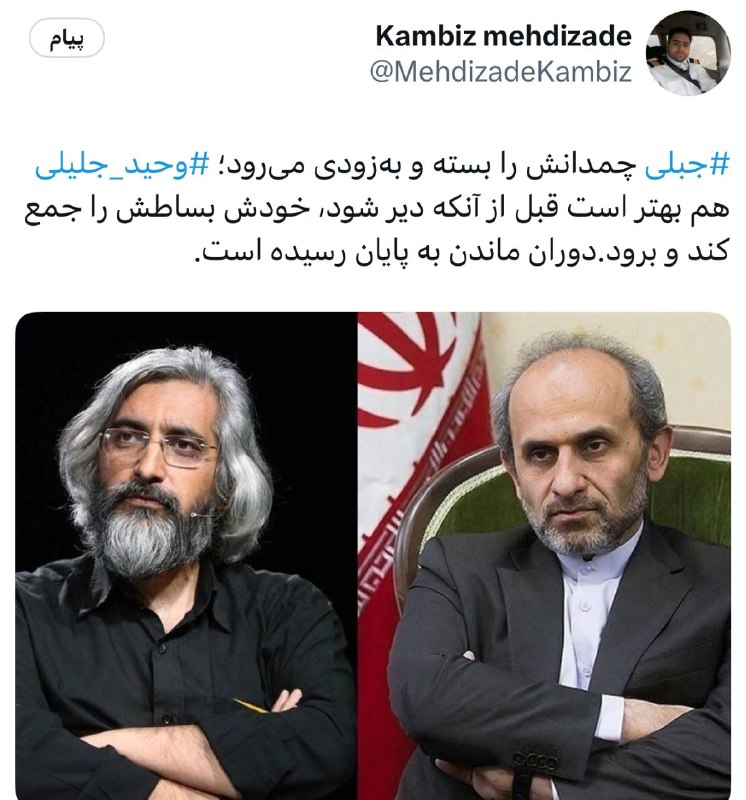 Kambiz mehdizade
@MehdizadeKambiz
پیام
#جبلی چمدانش را بسته و به‌زودی می‌رود؛ #وحید_جلیلی
هم بهتر است قبل از آنکه دیر شود، خودش بساطش را جمع
کند و برود.دوران ماندن به پایان رسیده است.